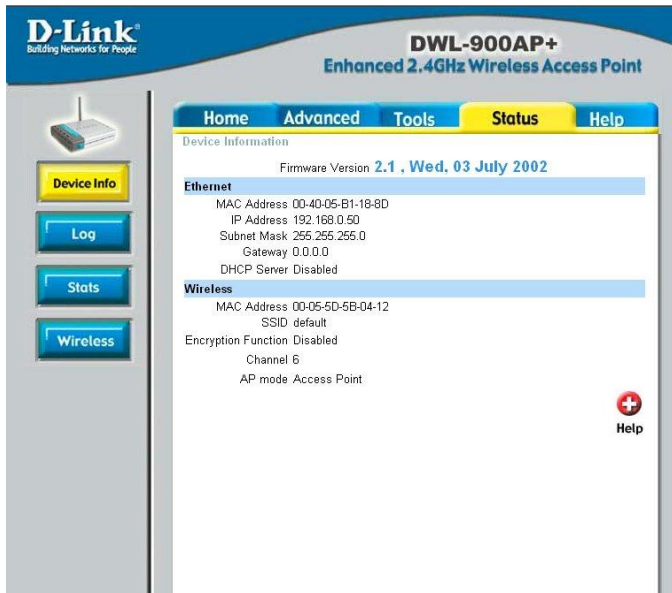 D-Link
Building Networks for People
DWL-900AP+
Enhanced 2.4GHz Wireless Access Point
Home Advanced Tools Status Help
Device Info
Log
Stats
Wireless
Device Information
Firmware Version 2.1 , Wed, 03 July 2002
Ethernet
MAC Address 00-40-05-B1-18-8D
IP Address 192.168.0.50
Subnet Mask 255.255.255.0
Gateway 0.0.0.0
DHCP Server Disabled
Wireless
MAC Address 00-05-5D-5B-04-12
SSID default
Encryption Function Disabled
Channel 6
AP mode Access Point
Help